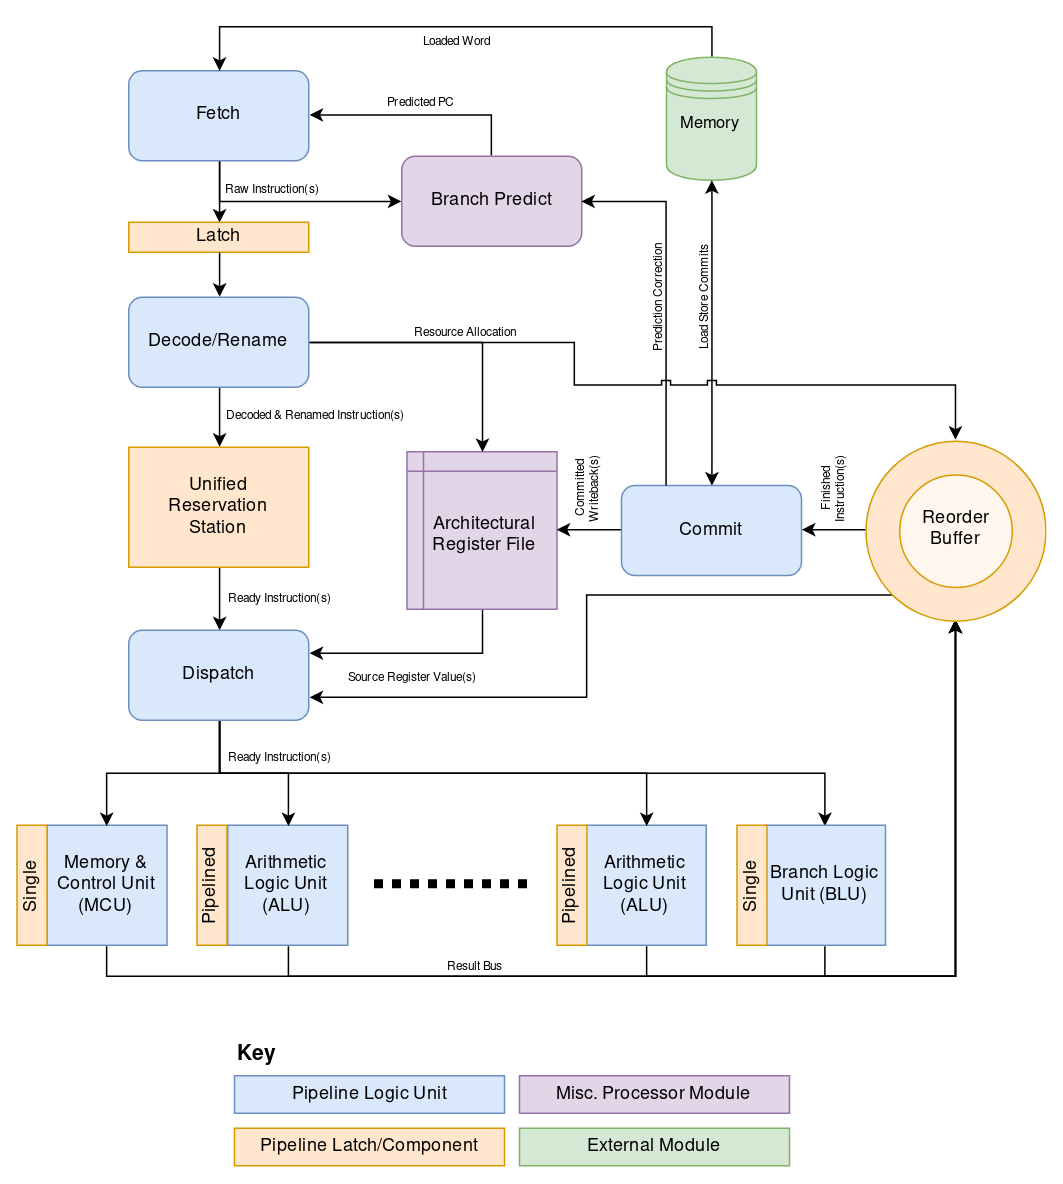 Loaded Word
Fetch
Predicted PC
Memory
Raw Instruction(s)
Branch Predict
Latch
Prediction Correction
Load Store Commits
Decode/Rename
Resource Allocation
Decoded & Renamed Instruction(s)
Unified
Reservation
Station
Architectural
Register File
Committed
Writeback(s)
Commit
Finished
Instruction(s)
Reorder
Buffer
Ready Instruction(s)
Dispatch
Source Register Value(s)
Ready Instruction(s)
Single
Memory &
Control Unit
(MCU)
Pipelined
Arithmetic
Logic Unit
(ALU)
Pipelined
Arithmetic
Logic Unit
(ALU)
Single
Branch Logic
Unit (BLU)
Result Bus
Key
Pipeline Logic Unit
Misc. Processor Module
Pipeline Latch/Component
External Module